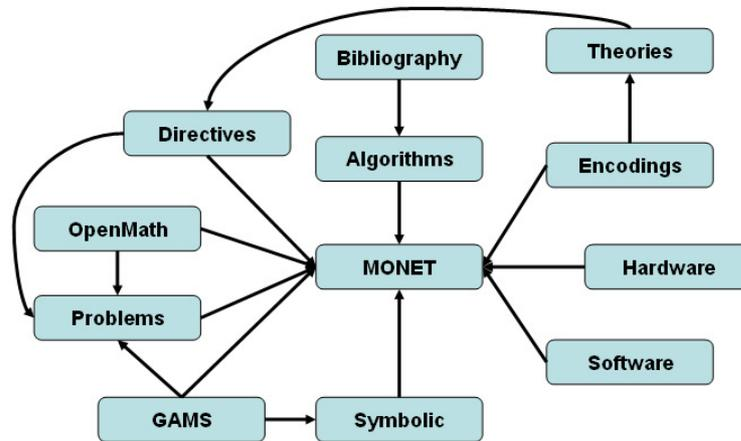 Theories
Bibliography
Directives
Algorithms
Encodings
OpenMath
MONET
Hardware
Problems
Software
GAMS
Symbolic